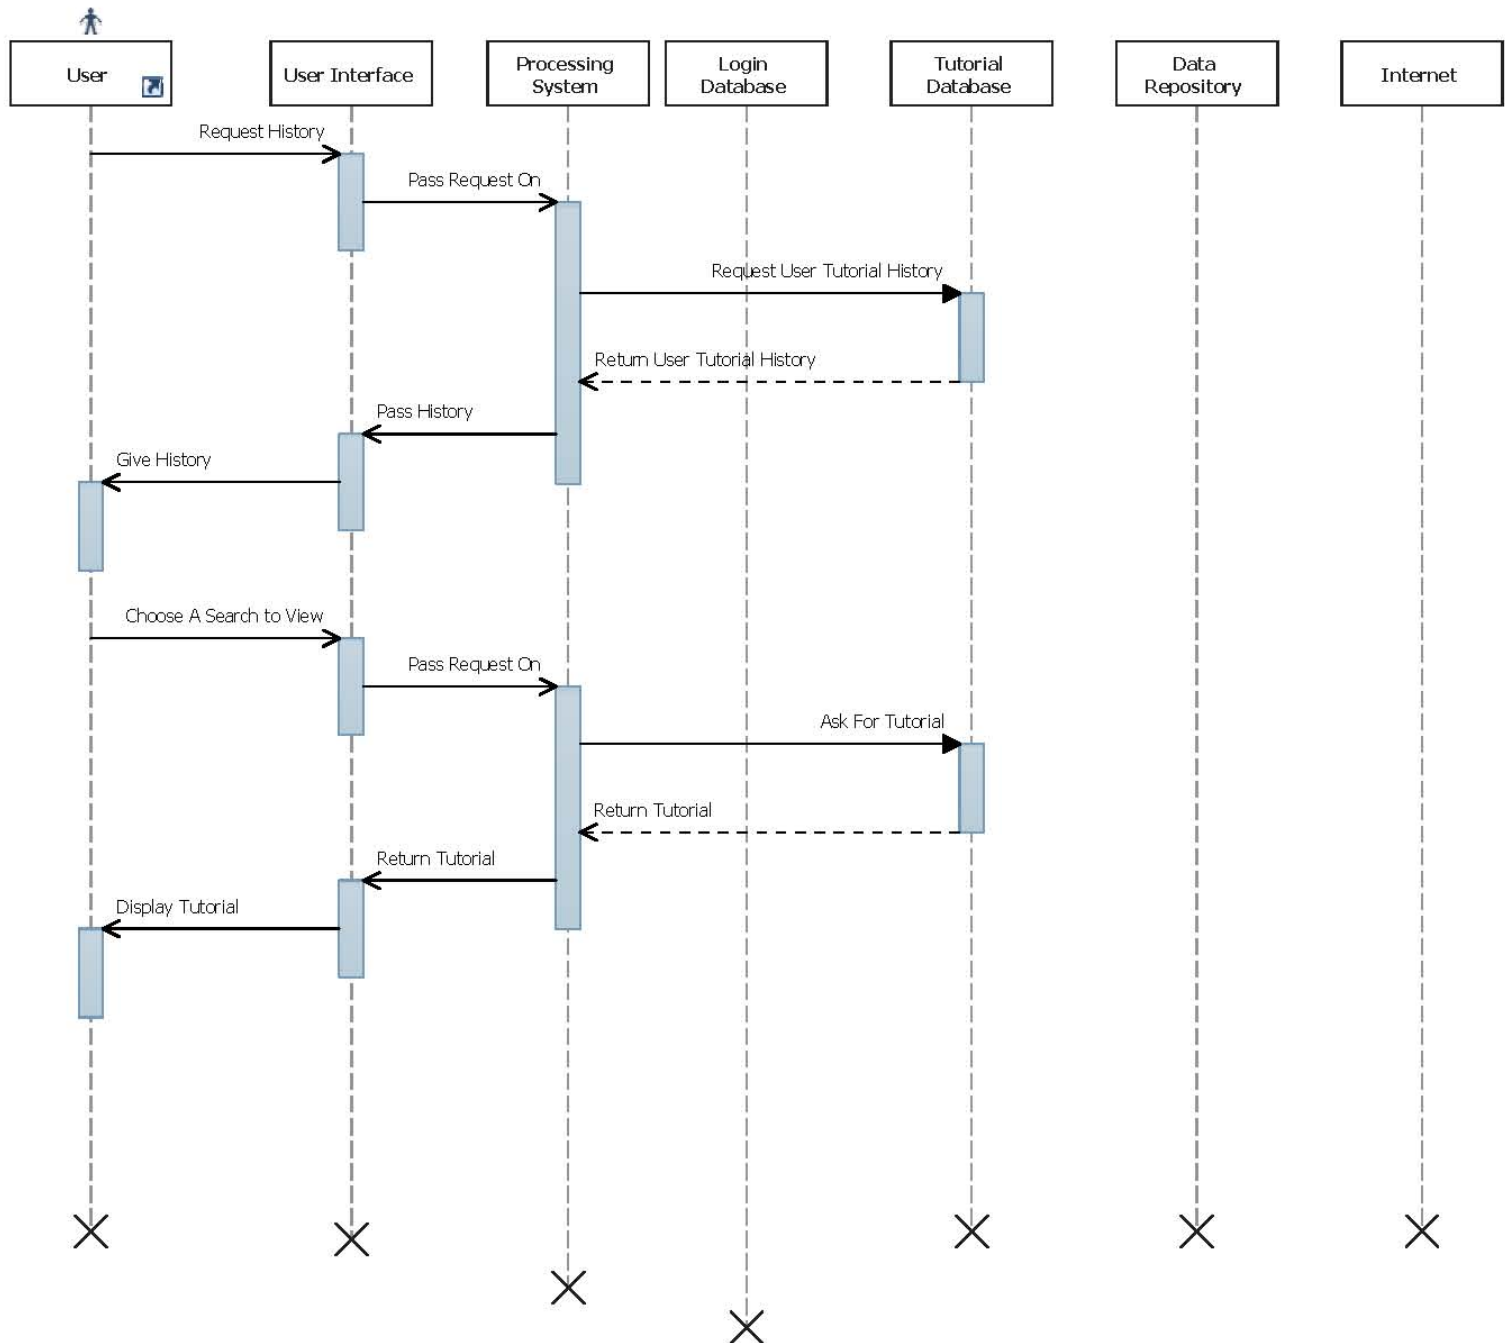 User
User Interface
Processing
System
Login
Database
Tutorial
Database
Data
Repository
Internet
Request History
Pass Request On
Request User Tutorial History
Return User Tutorial History
Pass History
Give History
Choose A Search to View
Pass Request On
Ask For Tutorial
Return Tutorial
Return Tutorial
Display Tutorial